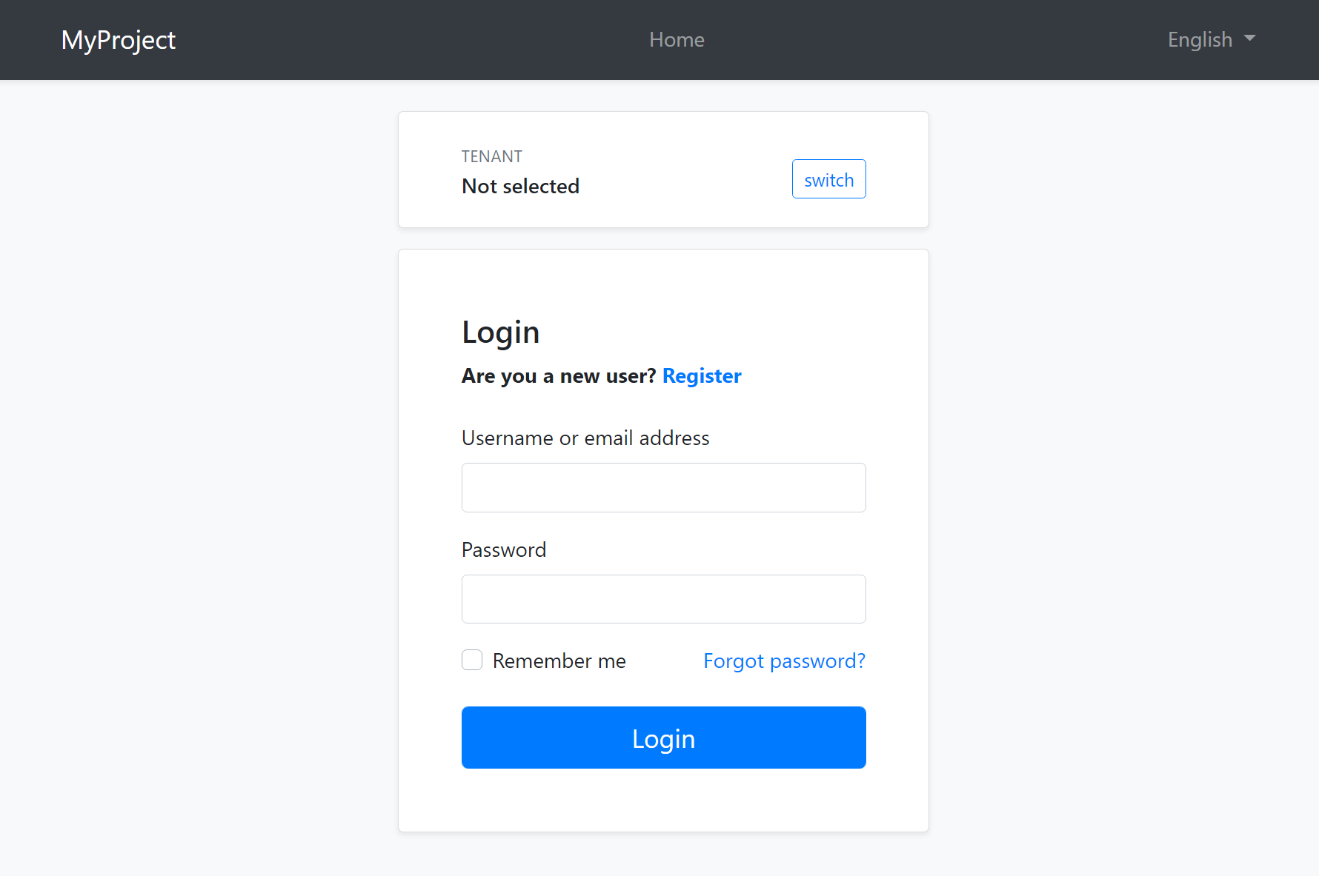 MyProject
Home
English
TENANT
Not selected
switch
Login
Are you a new user? Register
Username or email address
Password
Remember me
Forgot password?
Login